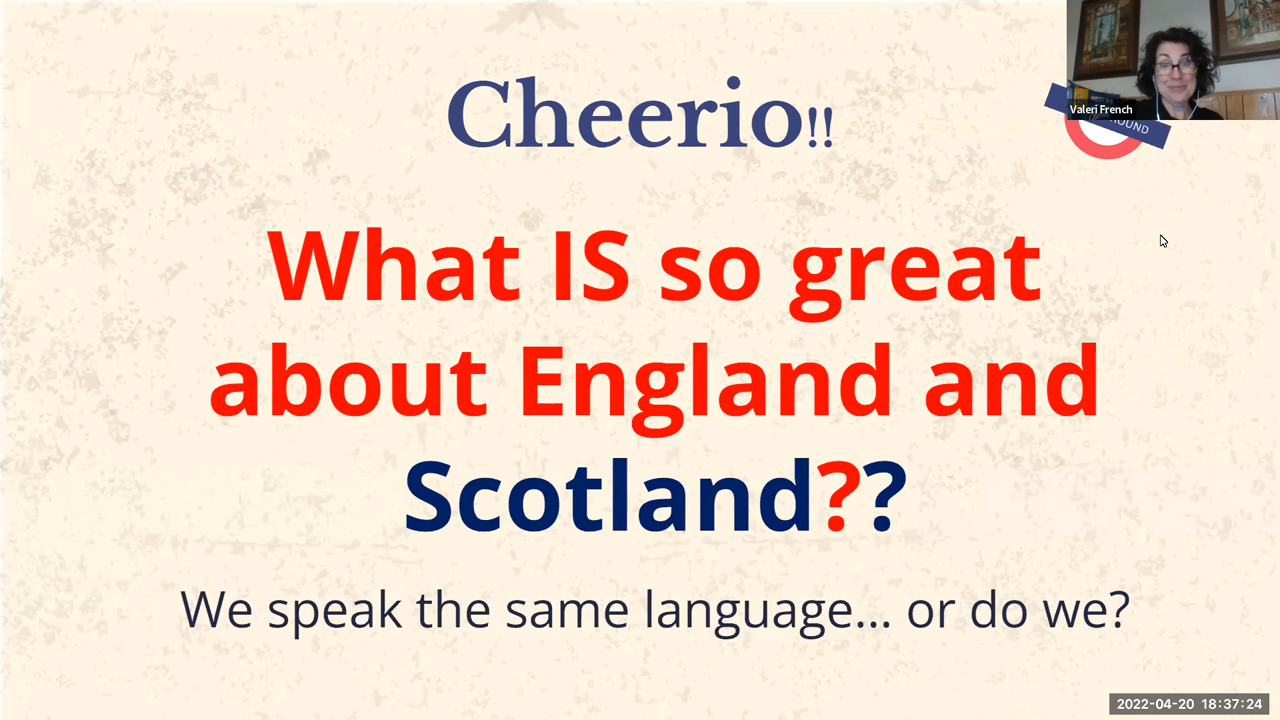 Cheerio!!
Valeri French
OUND
What IS so great
about England and
Scotland??
We speak the same language... or do we?
2022-04-20 18:37:24